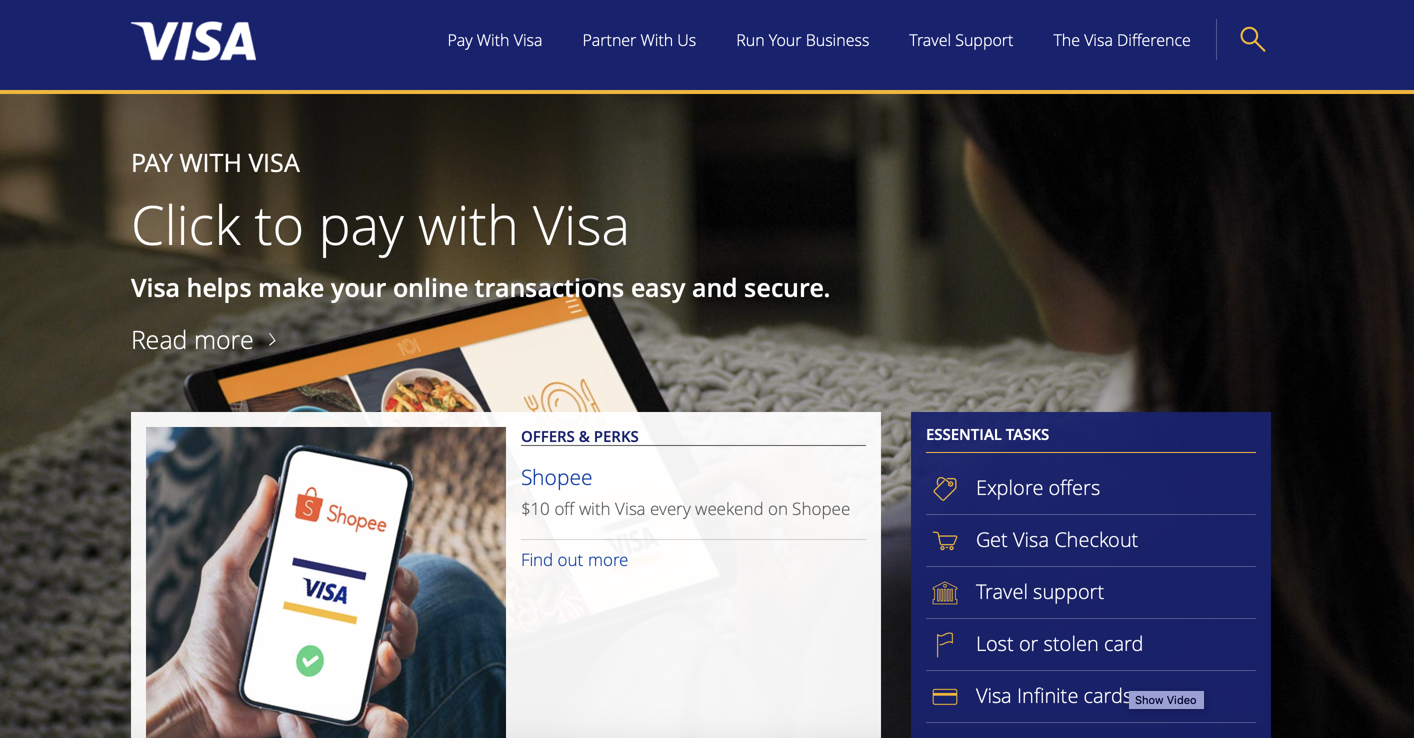 VISA
Pay With Visa
Partner With Us
Run Your Business
Travel Support
The Visa Difference
PAY WITH VISA
Click to pay with Visa
Visa helps make your online transactions easy and secure.
Read more
Shopee
VISA
OFFERS & PERKS
Shopee
$10 off with Visa every weekend on Shopee
VISA
Find out more
ESSENTIAL TASKS
Explore offers
Get Visa Checkout
Travel support
Lost or stolen card
Visa Infinite cards
Show Video